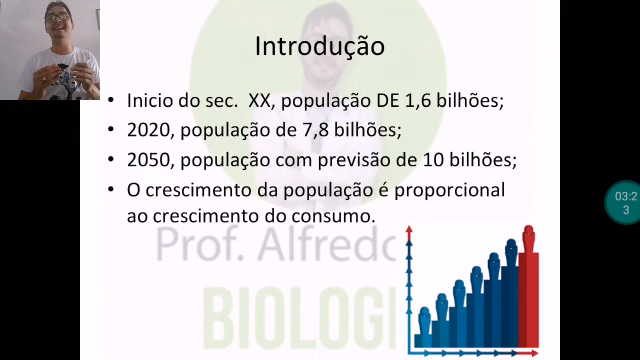 Introdução
• Inicio do sec. XX, população DE 1,6 bilhões;
• 2020, população de 7,8 bilhões;
• 2050, população com previsão de 10 bilhões;
• O crescimento da população é proporcional
ao crescimento do consumo.
Prof. Alfredo
BIOLOGI
03:2
3